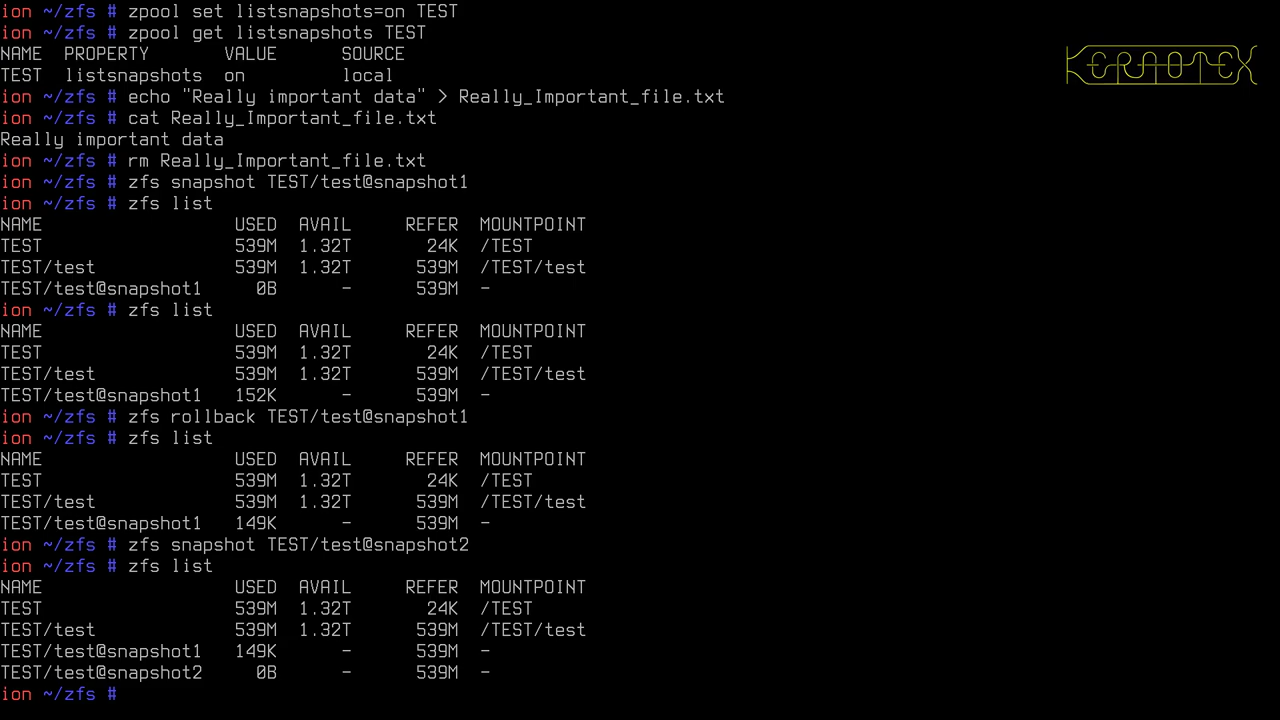 ion ~/zfs # zpool set listsnapshots=on TEST
ion ~/zfs # zpool get listsnapshots TEST
NAME  PROPERTY       VALUE      SOURCE
TEST  listsnapshots  on         local
ion ~/zfs # echo "Really important data" > Really_Important_file.txt
ion ~/zfs # cat Really_Important_file.txt
Really important data
ion ~/zfs # rm Really_Important_file.txt
ion ~/zfs # zfs snapshot TEST/test@snapshot1
ion ~/zfs # zfs list
NAME                  USED  AVAIL     REFER  MOUNTPOINT
TEST                  539M  1.32T       24K  /TEST
TEST/test             539M  1.32T      539M  /TEST/test
TEST/test@snapshot1     0B      -      539M  -
ion ~/zfs # zfs list
NAME                  USED  AVAIL     REFER  MOUNTPOINT
TEST                  539M  1.32T       24K  /TEST
TEST/test             539M  1.32T      539M  /TEST/test
TEST/test@snapshot1   152K      -      539M  -
ion ~/zfs # zfs rollback TEST/test@snapshot1
ion ~/zfs # zfs list
NAME                  USED  AVAIL     REFER  MOUNTPOINT
TEST                  539M  1.32T       24K  /TEST
TEST/test             539M  1.32T      539M  /TEST/test
TEST/test@snapshot1   149K      -      539M  -
ion ~/zfs # zfs snapshot TEST/test@snapshot2
ion ~/zfs # zfs list
NAME                  USED  AVAIL     REFER  MOUNTPOINT
TEST                  539M  1.32T       24K  /TEST
TEST/test             539M  1.32T      539M  /TEST/test
TEST/test@snapshot1   149K      -      539M  -
TEST/test@snapshot2     0B      -      539M  -
ion ~/zfs #